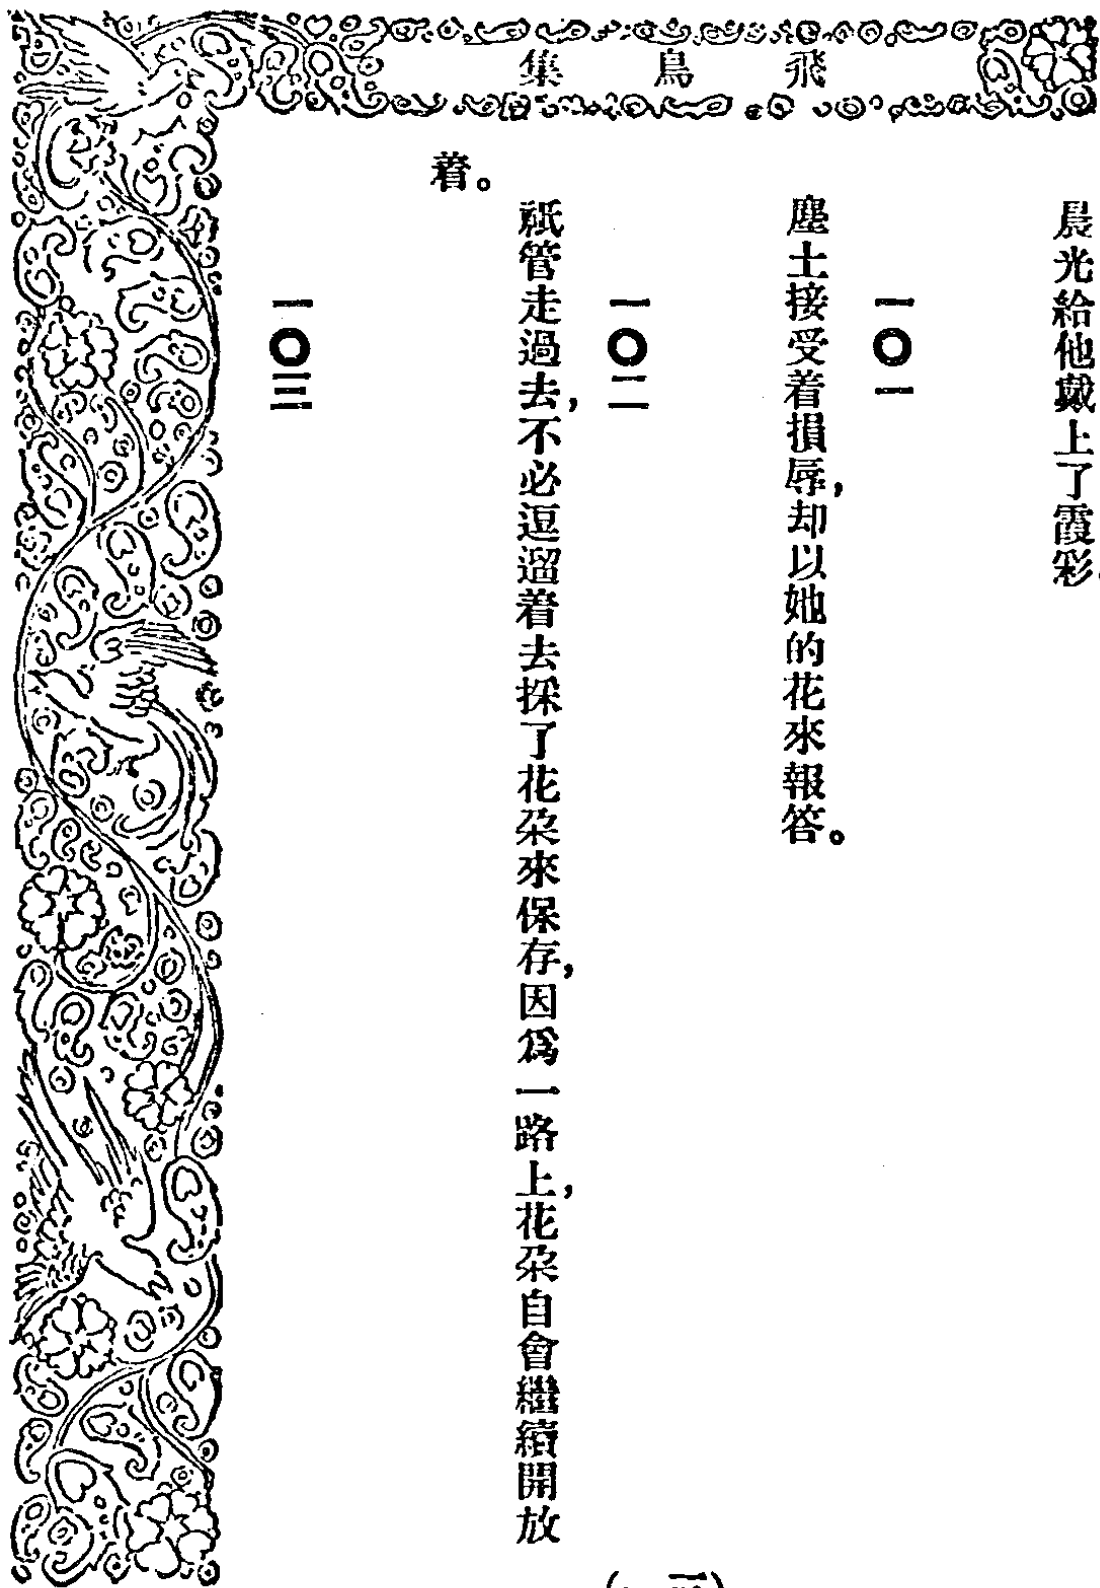 飛鳥集
晨光給他戴上了霞彩。
一〇一
塵土接受着損辱，却以她的花來報答。
一〇二
祇管走過去，不必逗遛着去採了花朶來保存，因爲一路上，花朶自會繼續開放
着。
一〇三